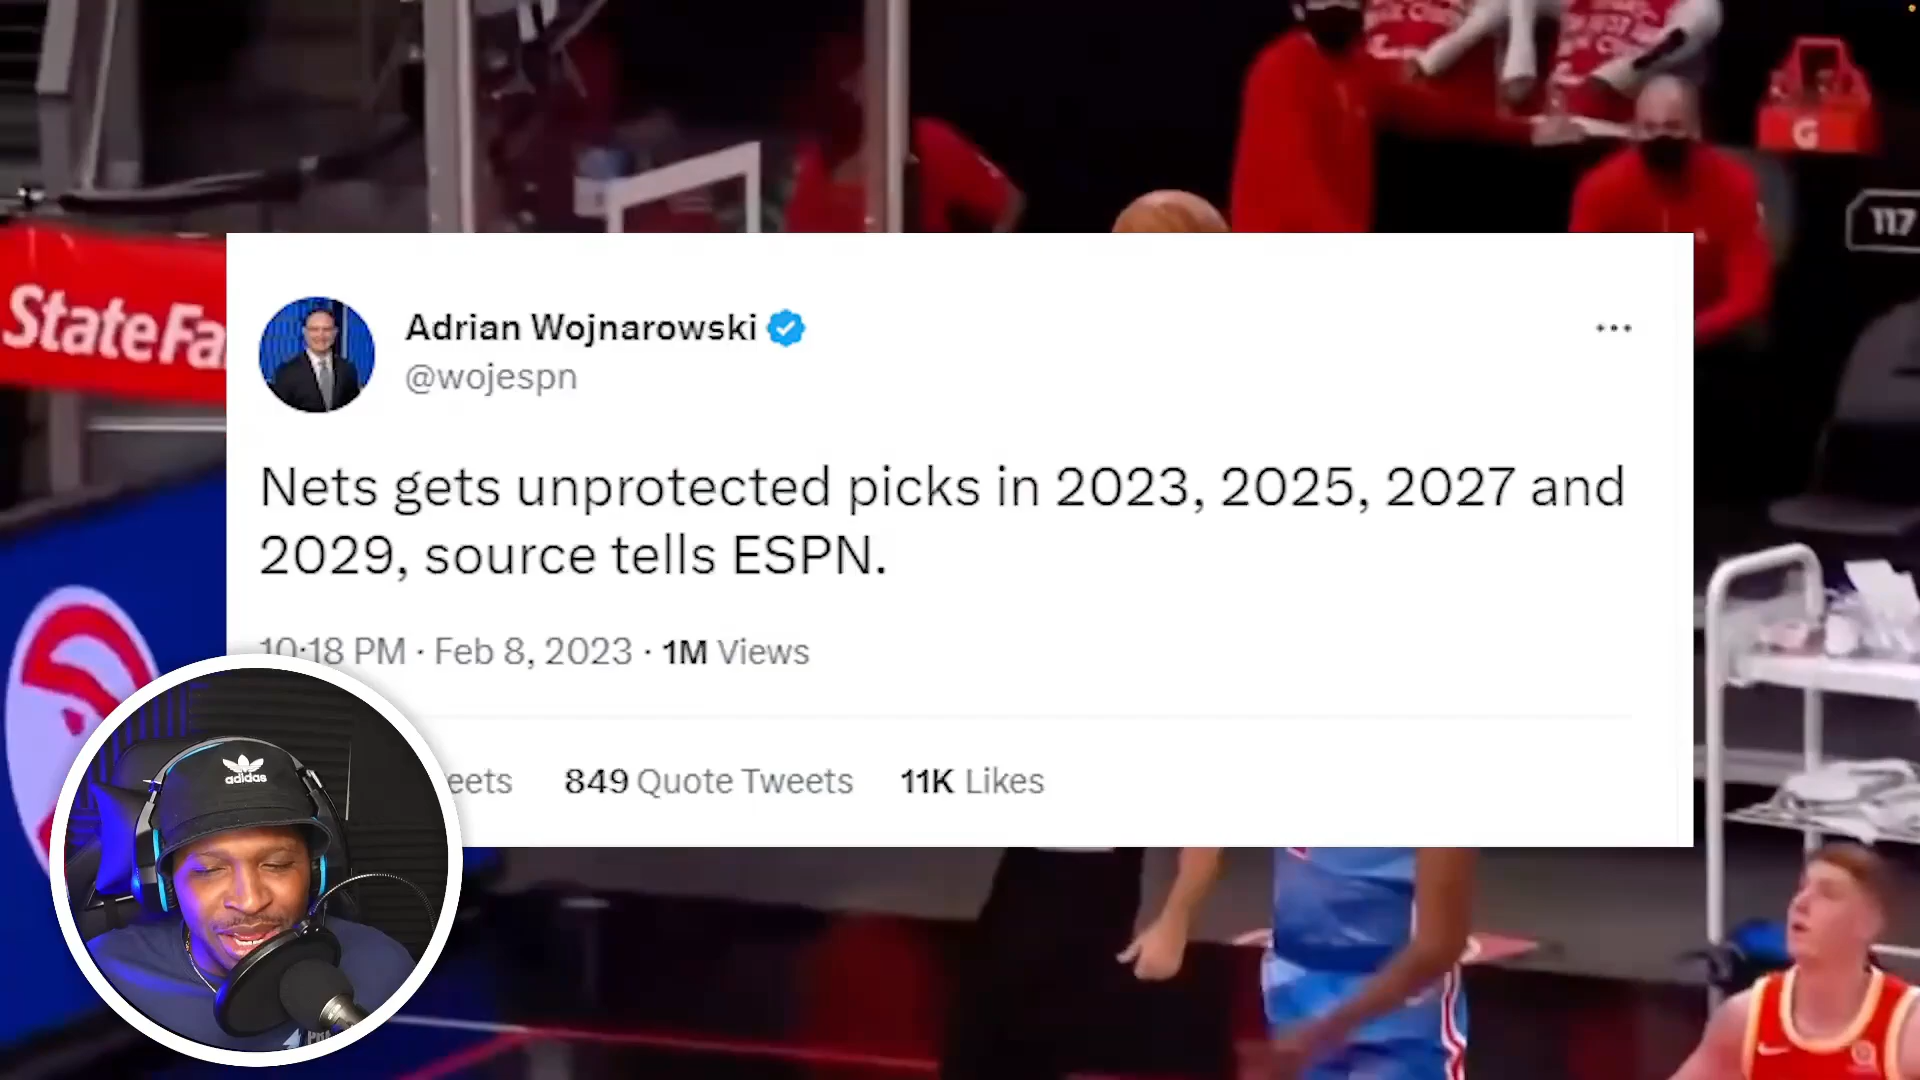 117
G
StateFa
Adrian Wojnarowski
@wojespn
Nets gets unprotected picks in 2023, 2025, 2027 and
2029, source tells ESPN.
10:18 PM · Feb 8, 2023 · 1M Views
eets 849 Quote Tweets 11K Likes
adidas